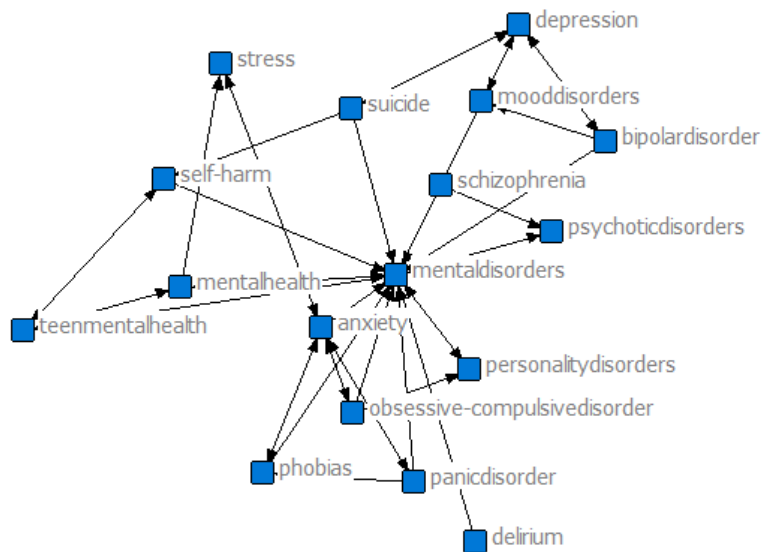 depression
stress
mooddisorders
suicide
bipolardisorder
self-harm
schizophrenia
psychoticdisorders
mentaldisorders
mentalhealth
teenmentalhealth
anxiety
personalitydisorders
obsessive-compulsivedisorder
phobias
panicdisorder
delirium